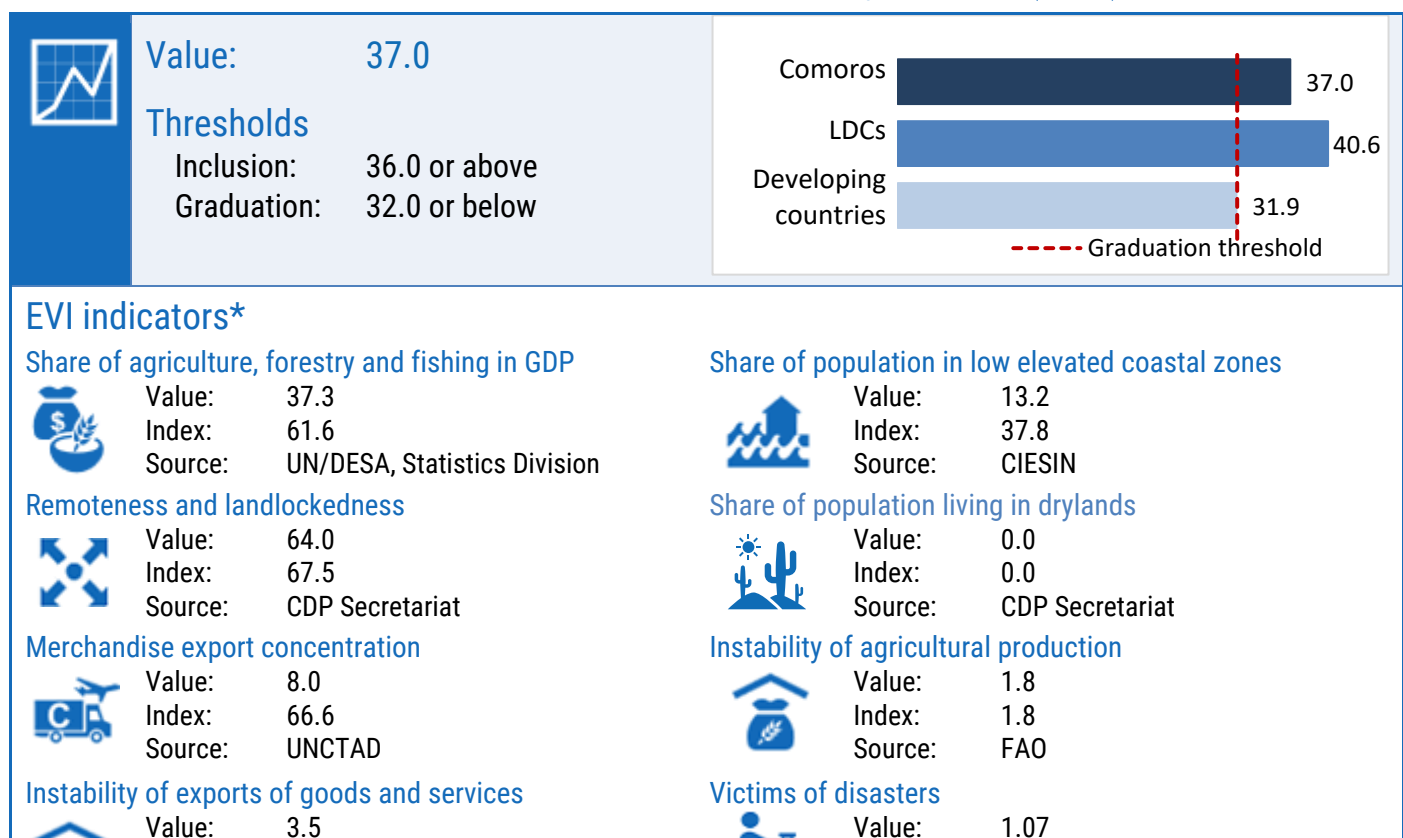 Value: 37.0
Thresholds
Inclusion: 36.0 or above
Graduation: 32.0 or below
Comoros 37.0
LDCs 40.6
Developing
countries 31.9
Graduation threshold
EVI indicators*
Share of agriculture, forestry and fishing in GDP
Value: 37.3
Index: 61.6
Source: UN/DESA, Statistics Division
Share of population in low elevated coastal zones
Value: 13.2
Index: 37.8
Source: CIESIN
Remoteness and landlockedness
Value: 64.0
Index: 67.5
Source: CDP Secretariat
Share of population living in drylands
Value: 0.0
Index: 0.0
Source: CDP Secretariat
Merchandise export concentration
C
Value: 8.0
Index: 66.6
Source: UNCTAD
Instability of agricultural production
Value: 1.8
Index: 1.8
Source: FAO
Instability of exports of goods and services
Value: 3.5
Victims of disasters
Value: 1.07